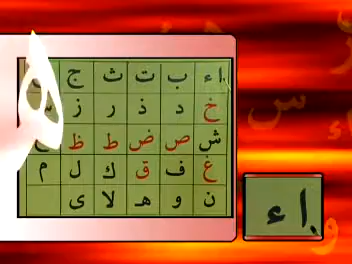 اء ب ت ث ج
خ د ذ ر ز س
ش ص ض ط ظ
غ ف ق ك ل م
ن و هـ لا ى
اء
ه
س
و